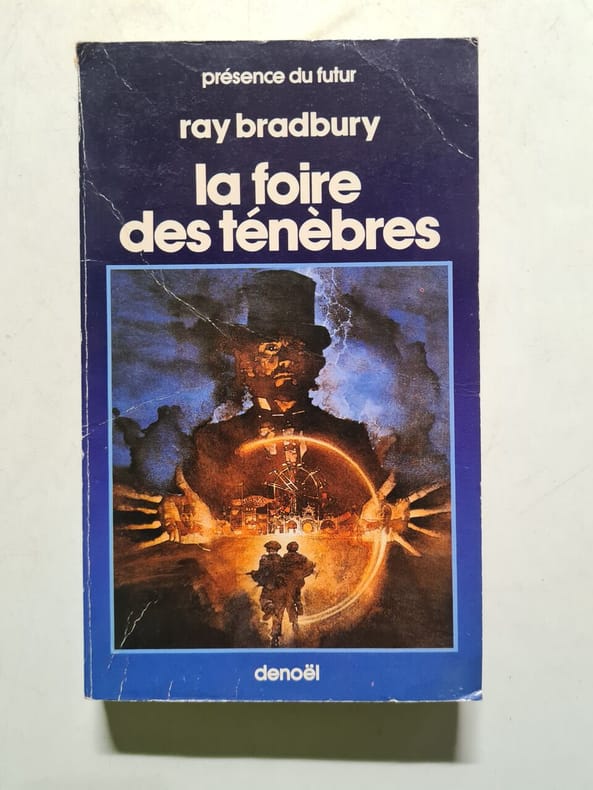 présence du futur
ray bradbury
la foire
des ténèbres
denoël